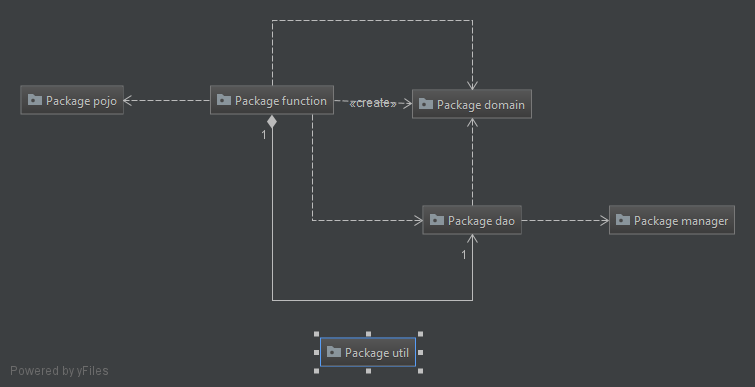 Package pojo
Package function
«create»
Package domain
1
Package dao
Package manager
1
Package util
Powered by yFiles